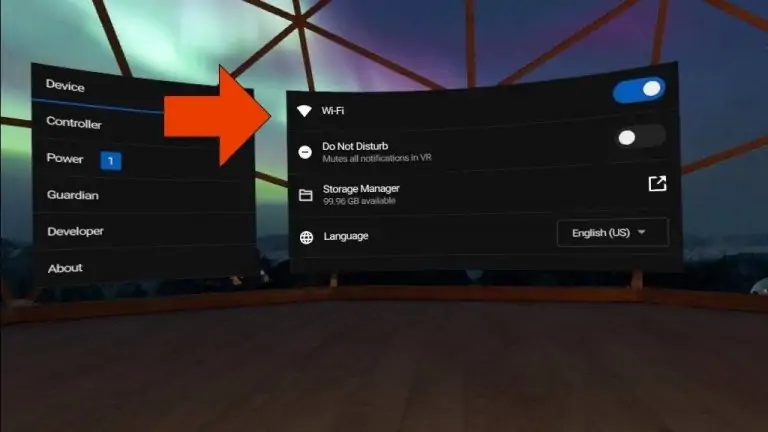 Device
Controller
Power 1
Guardian
Developer
About
Wi-Fi
Do Not Disturb
Mutes all notifications in VR
Storage Manager
99.96 GB available
Language
English (US)